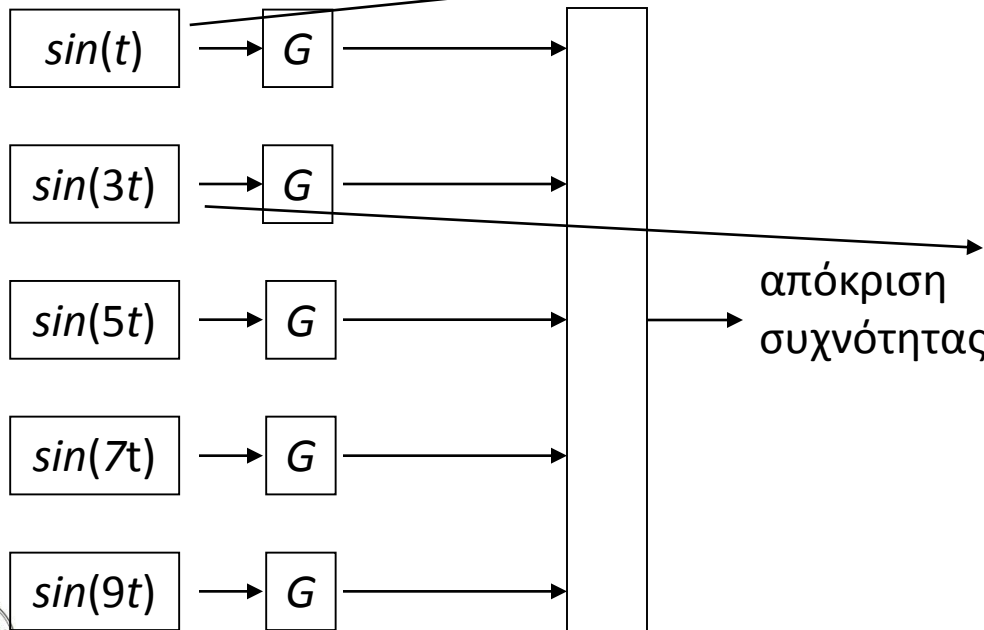 sin(t) G
sin(3t) G
απόκριση
συχνότητας
sin(5t) G
sin(7t) G
sin(9t) G